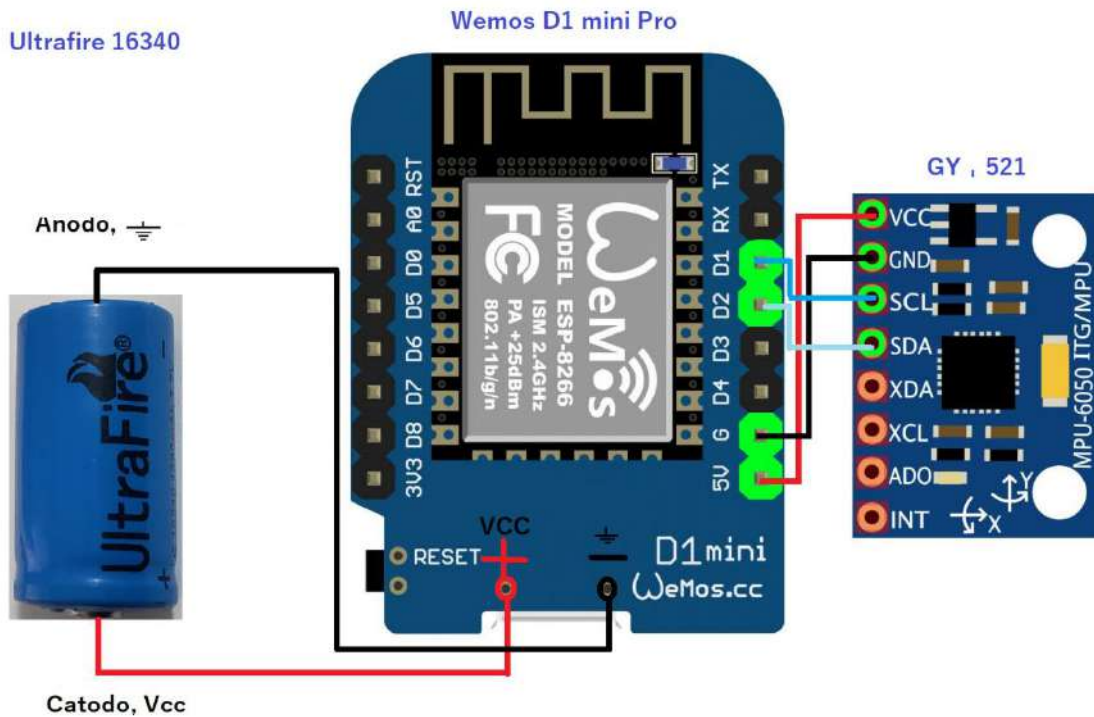 Ultrafire 16340
Wemos D1 mini Pro
GY , 521
Anodo,
UltraFire®
-
+
Catodo, Vcc
RST
A0
D0
D5
D6
D7
D8
3V3
TX
RX
D1
D2
D3
D4
G
5V
WeMos
MODEL ESP-8266
ISM 2.4GHz
PA +25dBm
802.11b/g/n
FC
RESET
VCC
D1mini
WeMos.cc
VCC
GND
SCL
SDA
XDA
XCL
ADO
INT
X
Y
MPU-6050 ITG/MPU